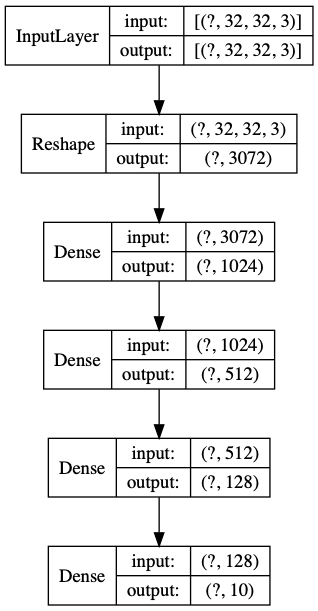 InputLayer input: [(?, 32, 32, 3)]
output: [(?, 32, 32, 3)]
Reshape input: (?, 32, 32, 3)
output: (?, 3072)
Dense input: (?, 3072)
output: (?, 1024)
Dense input: (?, 1024)
output: (?, 512)
Dense input: (?, 512)
output: (?, 128)
Dense input: (?, 128)
output: (?, 10)